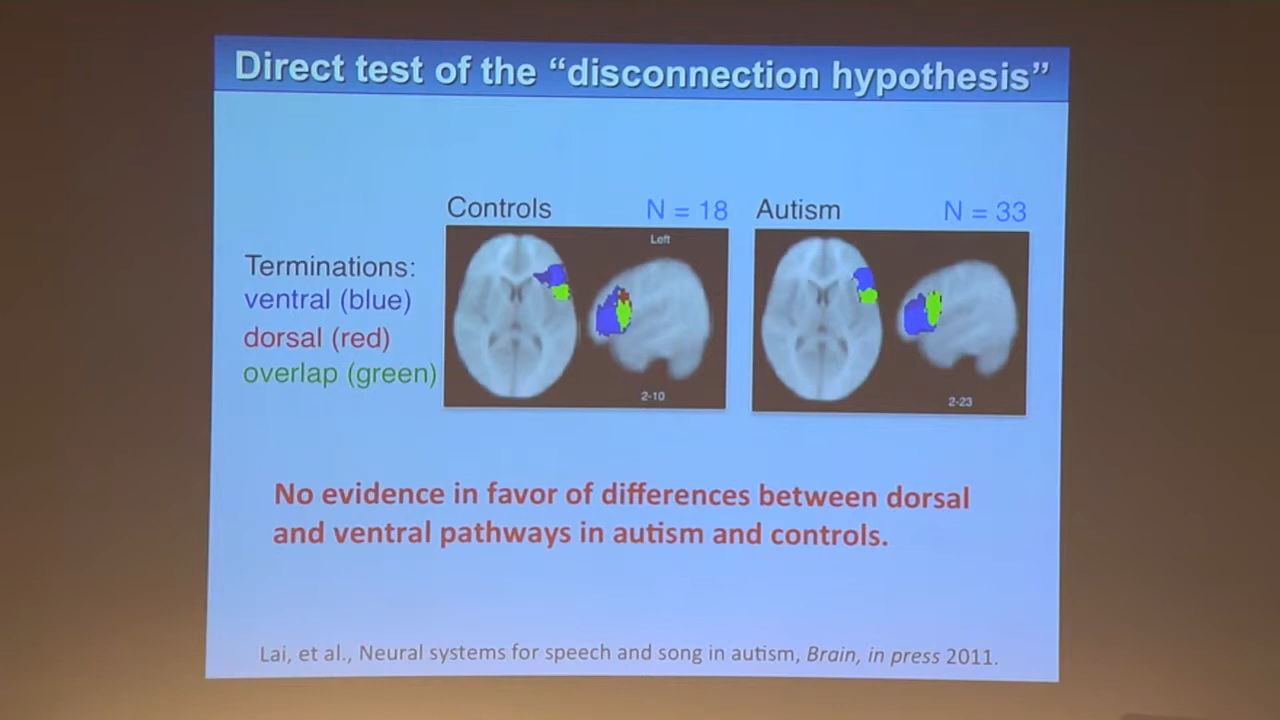 Direct test of the “disconnection hypothesis”
Controls
N = 18
Autism
N = 33
Terminations:
ventral (blue)
dorsal (red)
overlap (green)
Left
2-10
2-23
No evidence in favor of differences between dorsal
and ventral pathways in autism and controls.
Lai, et al., Neural systems for speech and song in autism, Brain, in press 2011.